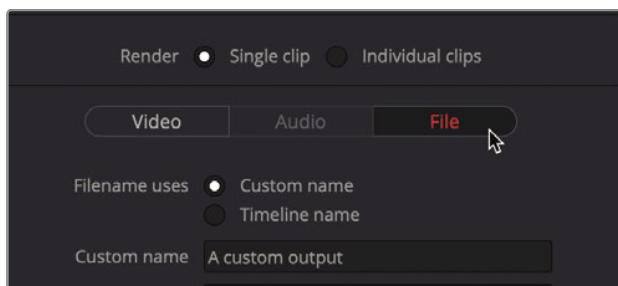 Render Single clip Individual clips
Video Audio File
Filename uses Custom name
Timeline name
Custom name A custom output